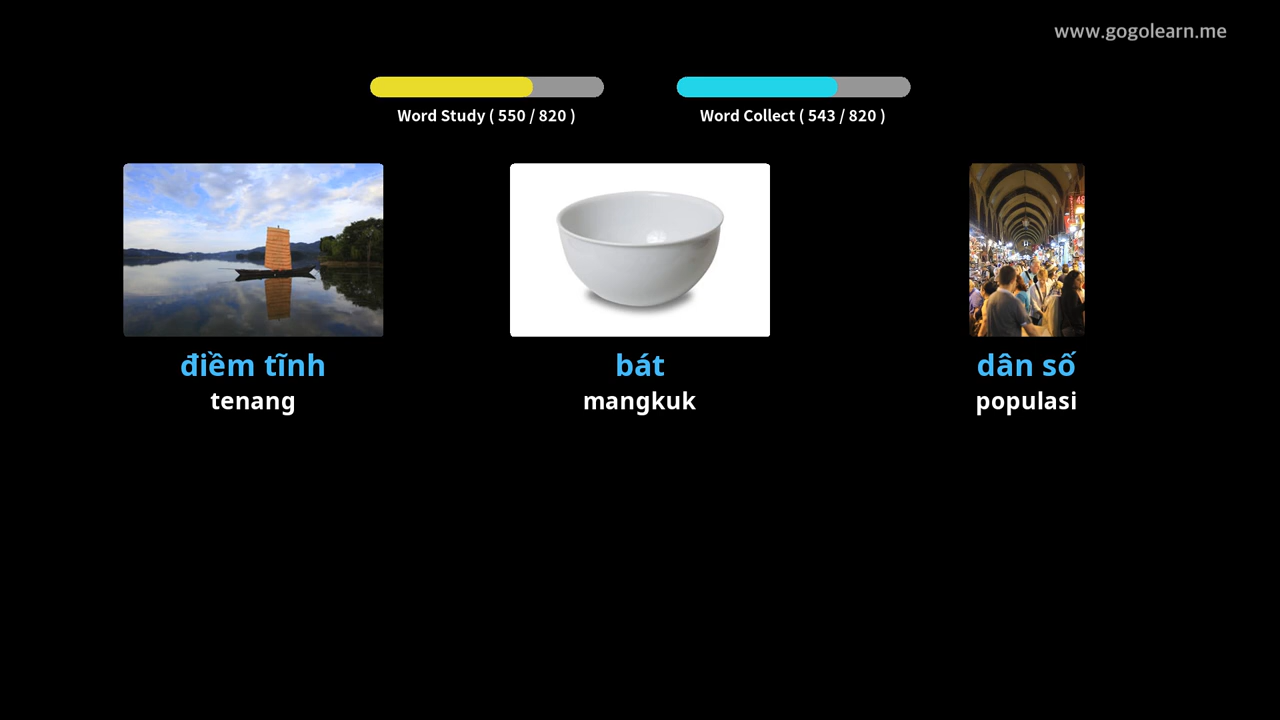 www.gogolearn.me
Word Study ( 550 / 820 )
Word Collect ( 543 / 820 )
điềm tĩnh
tenang
bát
mangkuk
dân số
populasi